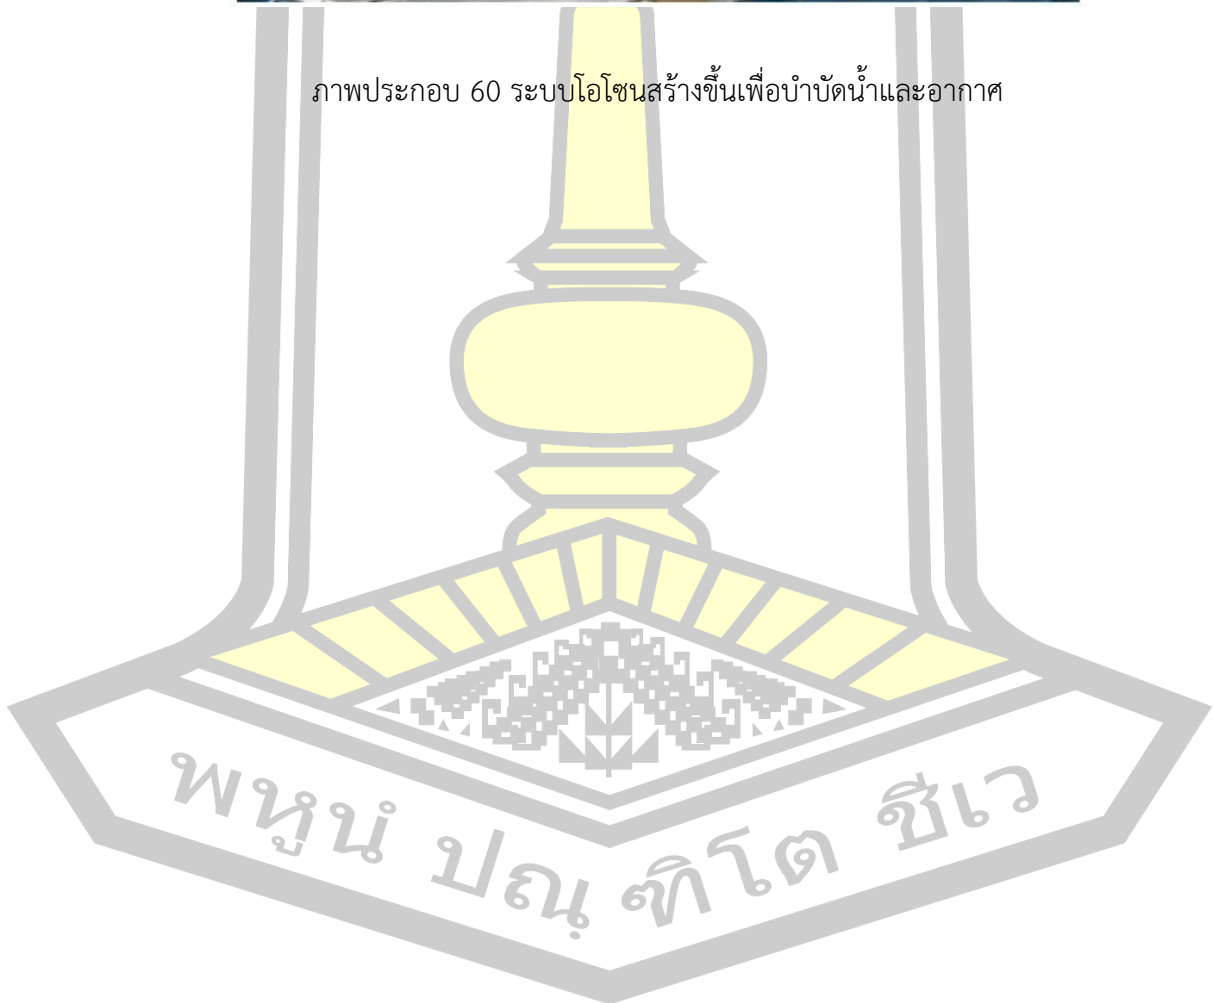 ภาพประกอบ 60 ระบบโอโซนสร้างขึ้นเพื่อบำบัดน้ำและอากาศ
พหูนํ ปณฺฑิโต ชีเว